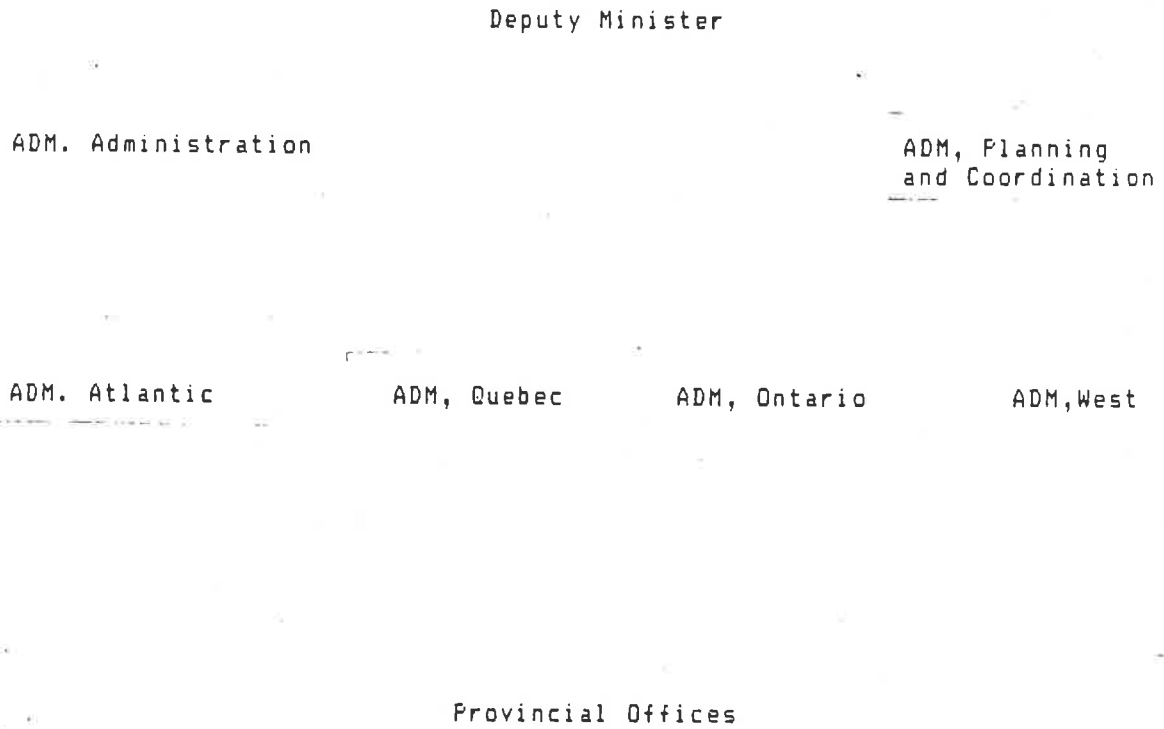 Deputy Minister
ADM. Administration
ADM, Planning
and Coordination
ADM. Atlantic
ADM, Quebec
ADM, Ontario
ADM,West
Provincial Offices